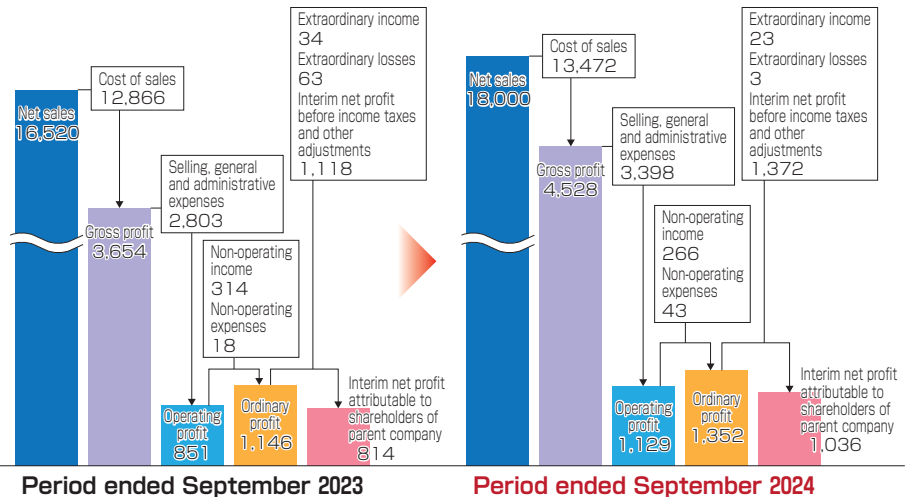 Net sales
16,520
Cost of sales
12,866
Gross profit
3,654
Selling, general
and administrative
expenses
2,803
Operating
profit
851
Non-operating
income
314
Non-operating
expenses
18
Ordinary
profit
1,146
Extraordinary income
34
Extraordinary losses
63
Interim net profit
before income taxes
and other
adjustments
1,118
Interim net profit
attributable to
shareholders of
parent company
814
Period ended September 2023
Net sales
18,000
Cost of sales
13,472
Gross profit
4,528
Selling, general
and administrative
expenses
3,398
Operating
profit
1,129
Non-operating
income
266
Non-operating
expenses
43
Ordinary
profit
1,352
Extraordinary income
23
Extraordinary losses
3
Interim net profit
before income taxes
and other
adjustments
1,372
Interim net profit
attributable to
shareholders of
parent company
1,036
Period ended September 2024